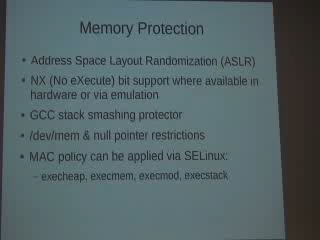 Memory Protection
• Address Space Layout Randomization (ASLR)
• NX (No eXecute) bit support where available in
hardware or via emulation
• GCC stack smashing protector
• /dev/mem & null pointer restrictions
• MAC policy can be applied via SELinux:
– execheap, execmem, execmod, execstack